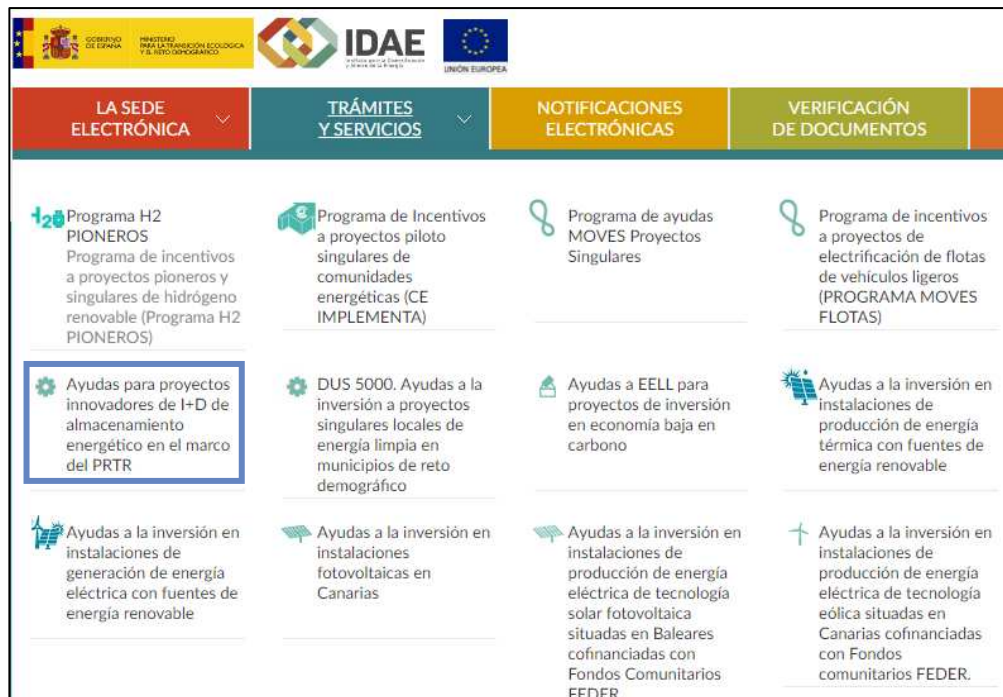 GOBIERNO
DE ESPAÑA
MINISTERIO
PARA LA TRANSICIÓN ECOLÓGICA
Y EL RETO DEMOGRÁFICO
IDAE
Instituto para la Diversificación
y Ahorro de la Energía
UNIÓN EUROPEA
LA SEDE
ELECTRÓNICA
TRÁMITES
Y SERVICIOS
NOTIFICACIONES
ELECTRÓNICAS
VERIFICACIÓN
DE DOCUMENTOS
Programa H2
PIONEROS
Programa de incentivos
a proyectos pioneros y
singulares de hidrógeno
renovable (Programa H2
PIONEROS)
Programa de Incentivos
a proyectos piloto
singulares de
comunidades
energéticas (CE
IMPLEMENTA)
Programa de ayudas
MOVES Proyectos
Singulares
Programa de incentivos
a proyectos de
electrificación de flotas
de vehículos ligeros
(PROGRAMA MOVES
FLOTAS)
Ayudas para proyectos
innovadores de I+D de
almacenamiento
energético en el marco
del PRTR
DUS 5000. Ayudas a la
inversión a proyectos
singulares locales de
energía limpia en
municipios de reto
demográfico
Ayudas a EELL para
proyectos de inversión
en economía baja en
carbono
Ayudas a la inversión en
instalaciones de
producción de energía
térmica con fuentes de
energía renovable
Ayudas a la inversión en
instalaciones de
generación de energía
eléctrica con fuentes de
energía renovable
Ayudas a la inversión en
instalaciones
fotovoltaicas en
Canarias
Ayudas a la inversión en
instalaciones de
producción de energía
eléctrica de tecnología
solar fotovoltaica
situadas en Baleares
cofinanciadas con
Fondos Comunitarios
FEDER
Ayudas a la inversión en
instalaciones de
producción de energía
eléctrica de tecnología
eólica situadas en
Canarias cofinanciadas
con Fondos
comunitarios FEDER.